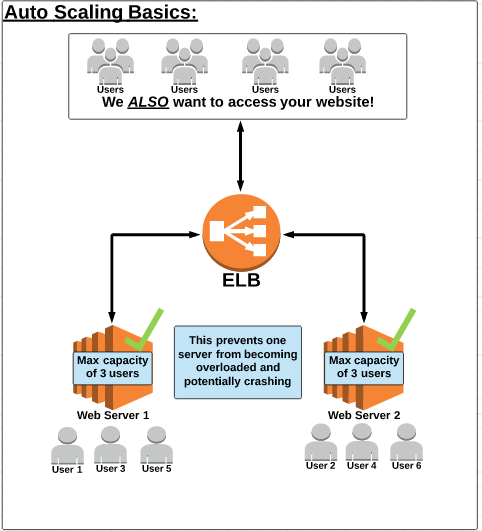 Auto Scaling Basics:
Users Users Users Users
We ALSO want to access your website!
ELB
Max capacity
of 3 users
This prevents one
server from becoming
overloaded and
potentially crashing
Max capacity
of 3 users
Web Server 1
Web Server 2
User 1 User 3 User 5
User 2 User 4 User 6